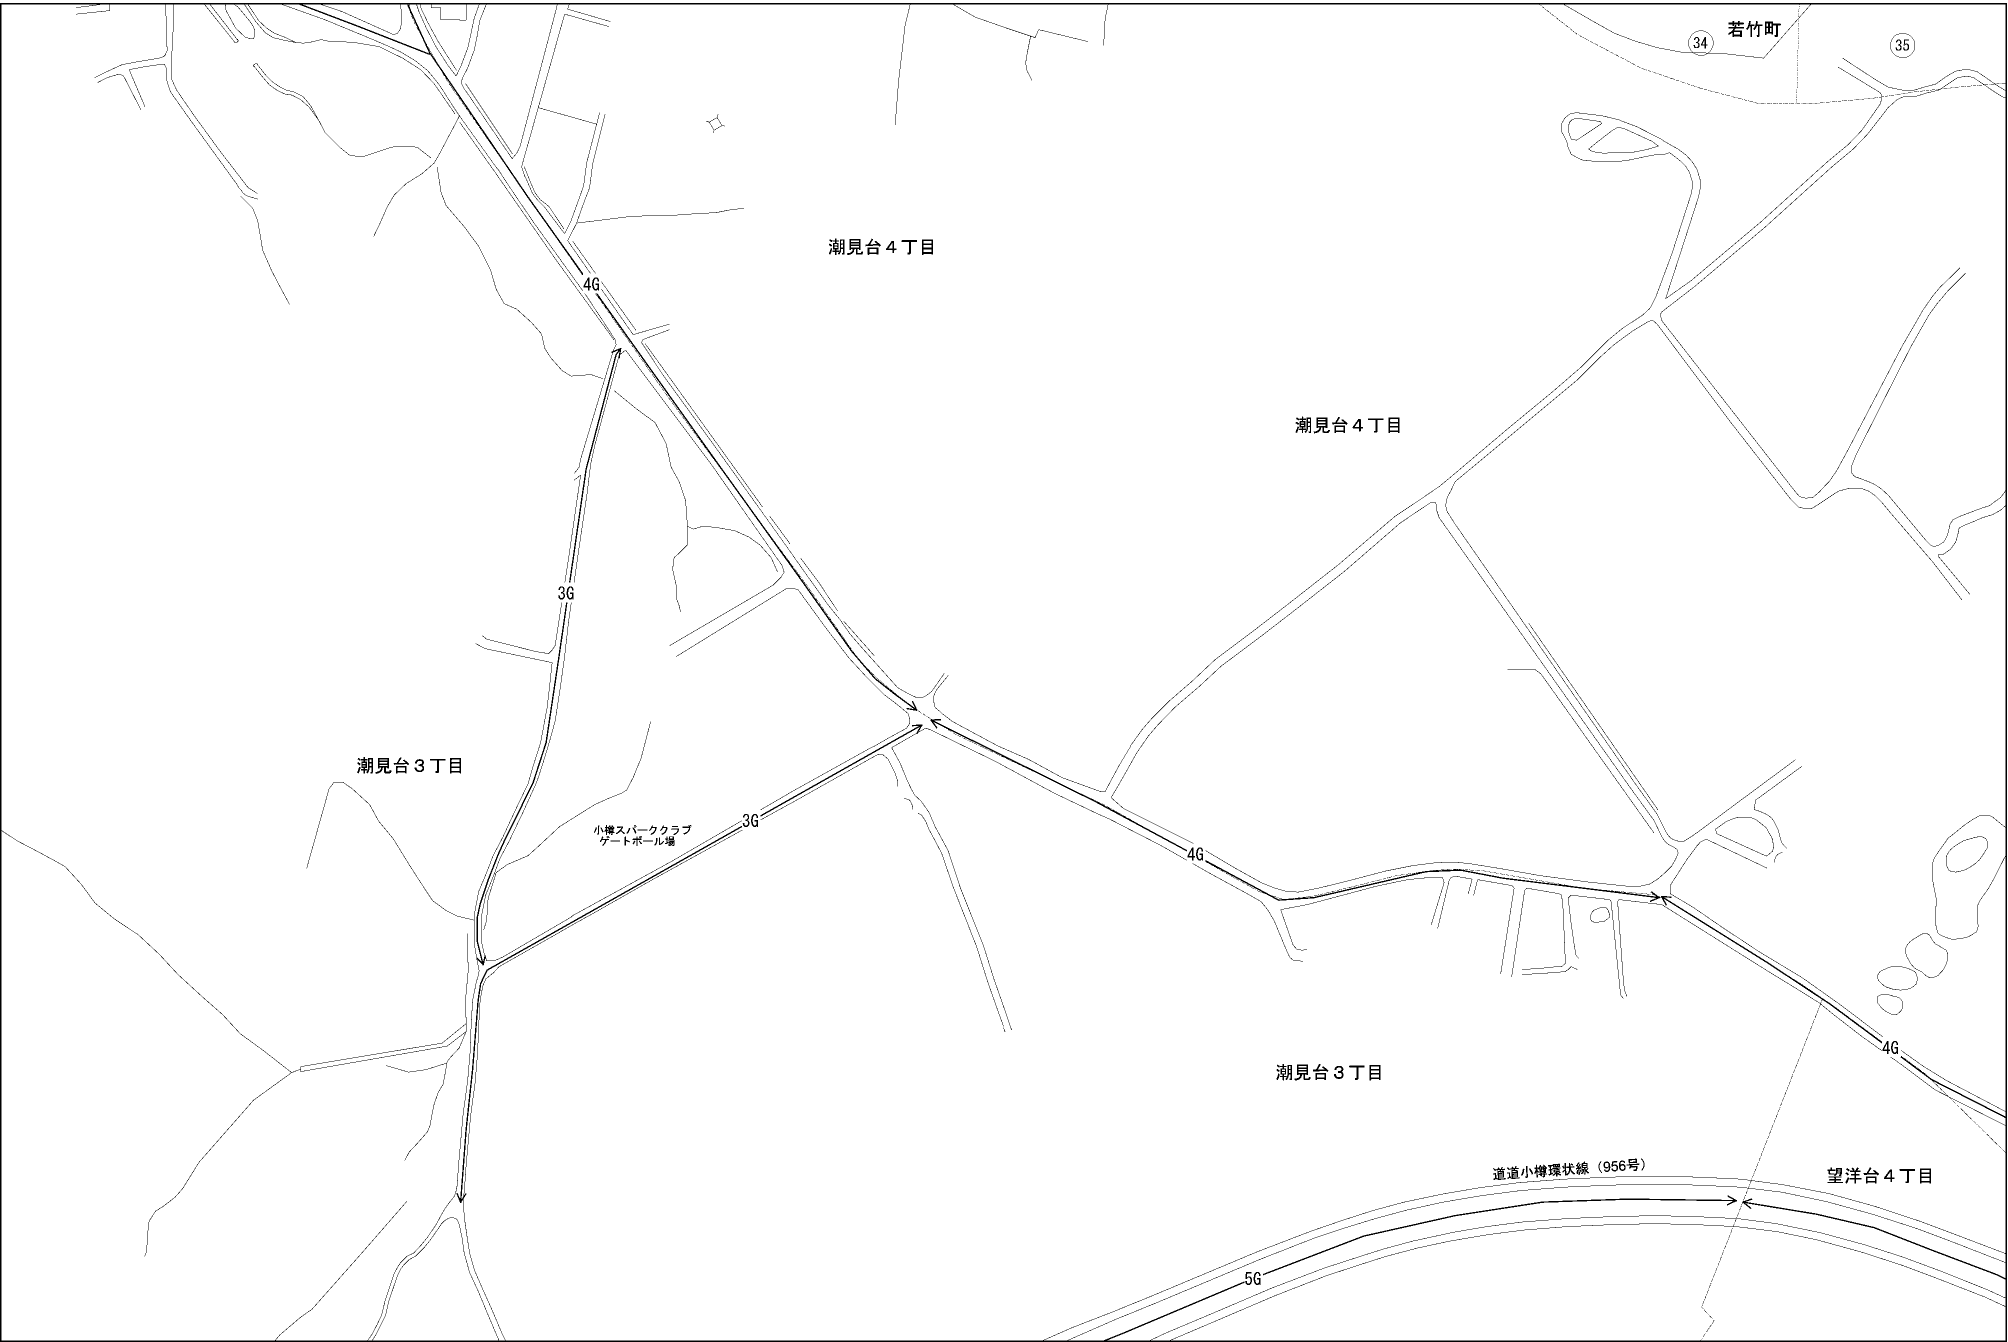 若竹町
34
35
潮見台４丁目
4G
潮見台４丁目
3G
潮見台３丁目
小樽スパーククラブ
ゲートボール場
3G
4G
4G
潮見台３丁目
道道小樽環状線（956号）
望洋台４丁目
5G